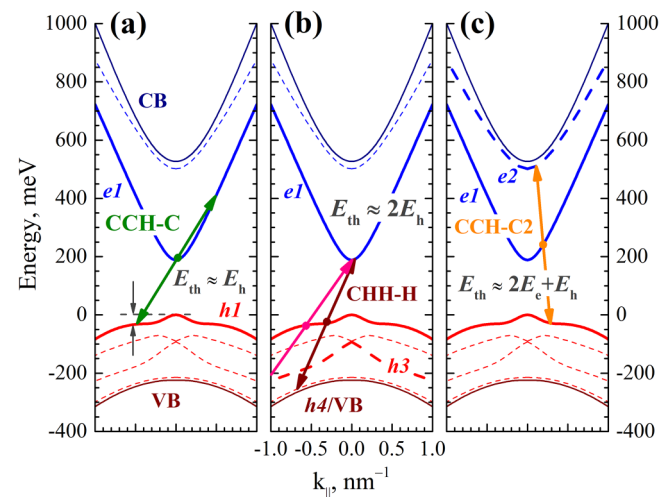 (a)
(b)
(c)
1000
800
600
400
200
0
-200
-400
Energy, meV
CB
e1
CCH-C
E_th ≈ E_h
h1
VB
e1
E_th ≈ 2E_h
CHH-H
h3
h4/VB
e2
e1
CCH-C2
E_th ≈ 2E_e+E_h
1000
800
600
400
200
0
-200
-400
-1.0 -0.5 0.0 0.5 1.0
k_||, nm⁻¹